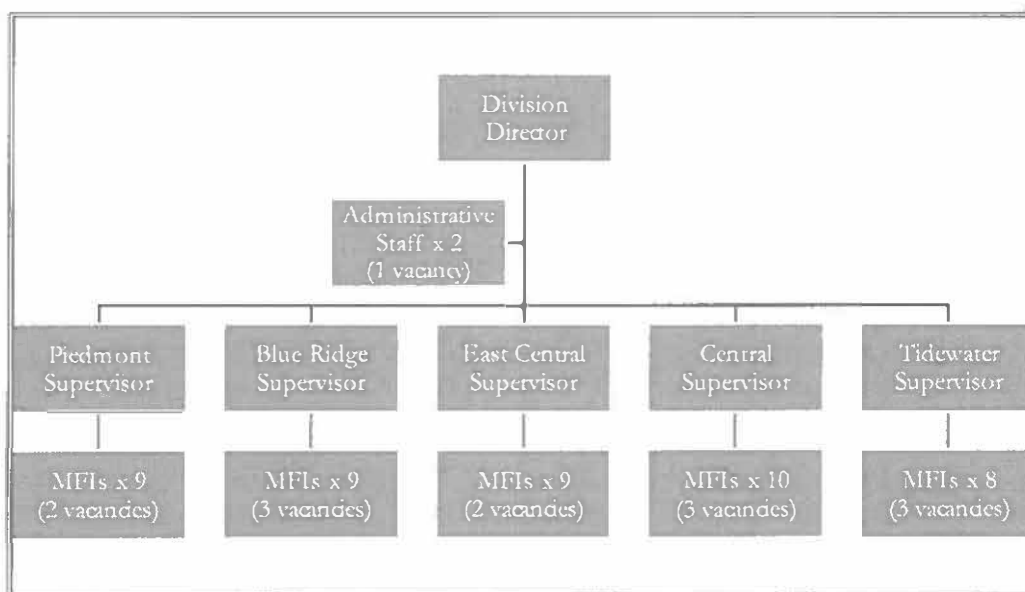 Division
Director
Administrative
Staff x 2
(1 vacancy)
Piedmont
Supervisor
Blue Ridge
Supervisor
East Central
Supervisor
Central
Supervisor
Tidewater
Supervisor
MFIs x 9
(2 vacancies)
MFIs x 9
(3 vacancies)
MFIs x 9
(2 vacancies)
MFIs x 10
(3 vacancies)
MFIs x 8
(3 vacancies)